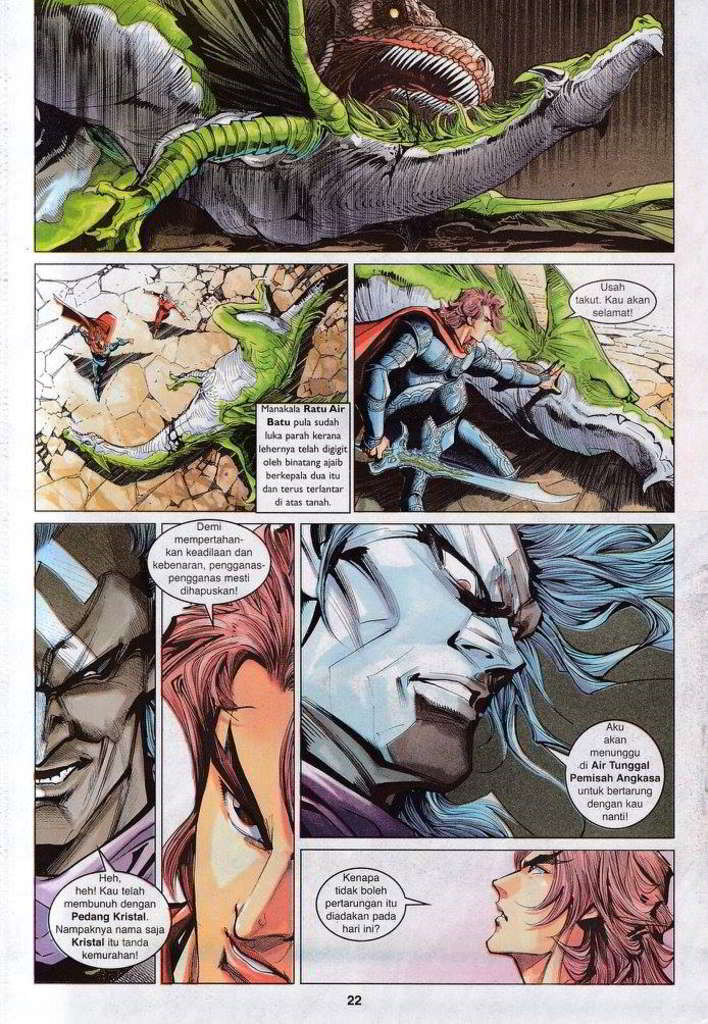 Usah
takut. Kau akan
selamat!
Manakala Ratu Air
Batu pula sudah
luka parah kerana
lehernya telah digigit
oleh binatang ajaib
berkepala dua itu
dan terus terlantar
di atas tanah.
Demi
mempertahan-
kan keadilaan dan
kebenaran, pengganas-
pengganas mesti
dihapuskan!
Heh,
heh! Kau telah
membunuh dengan
Pedang Kristal.
Nampaknya nama saja
Kristal itu tanda
kemurahan!
Aku
akan
menunggu
di Air Tunggal
Pemisah Angkasa
untuk bertarung
dengan kau
nanti!
Kenapa
tidak boleh
pertarungan itu
diadakan pada
hari ini?
22